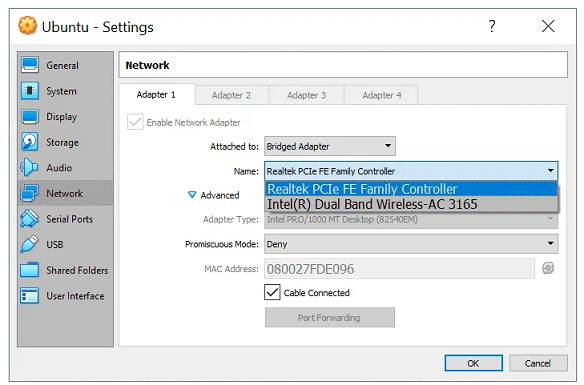 Ubuntu - Settings ?
General
System
Display
Storage
Audio
Network
Serial Ports
USB
Shared Folders
User Interface
Network
Adapter 1 Adapter 2 Adapter 3 Adapter 4
Enable Network Adapter
Attached to: Bridged Adapter
Name: Realtek PCIe FE Family Controller
Realtek PCIe FE Family Controller
Intel(R) Dual Band Wireless-AC 3165
Advanced
Adapter Type: Intel PRO/1000 MT Desktop (82540EM)
Promiscuous Mode: Deny
MAC Address: 080027FDE096
Cable Connected
Port Forwarding
OK Cancel